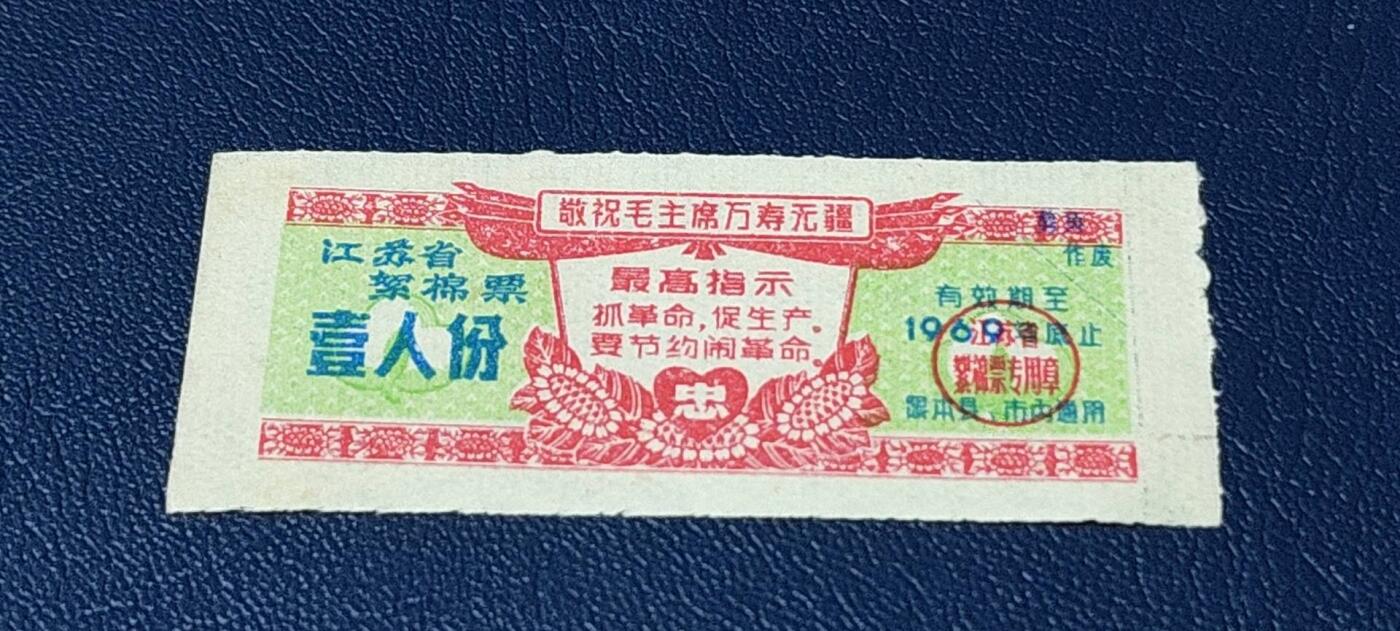 敬祝毛主席万寿无疆
江苏省
絮棉票
壹人份
最高指示
抓革命,促生产。
要节约闹革命。
忠
作废
有效期至
1969年底止
江苏省
絮棉票专用章
限本县、市内通用